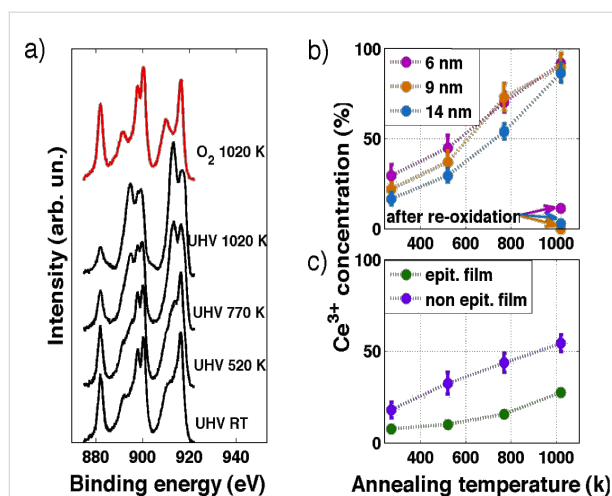 a)
Intensity (arb. un.)
O2 1020 K
UHV 1020 K
UHV 770 K
UHV 520 K
UHV RT
880 900 920 940
Binding energy (eV)
b)
100
50
0
6 nm
9 nm
14 nm
after re-oxidation
400 600 800 1000
Ce3+ concentration (%)
c)
100
50
0
epit. film
non epit. film
400 600 800 1000
Annealing temperature (k)